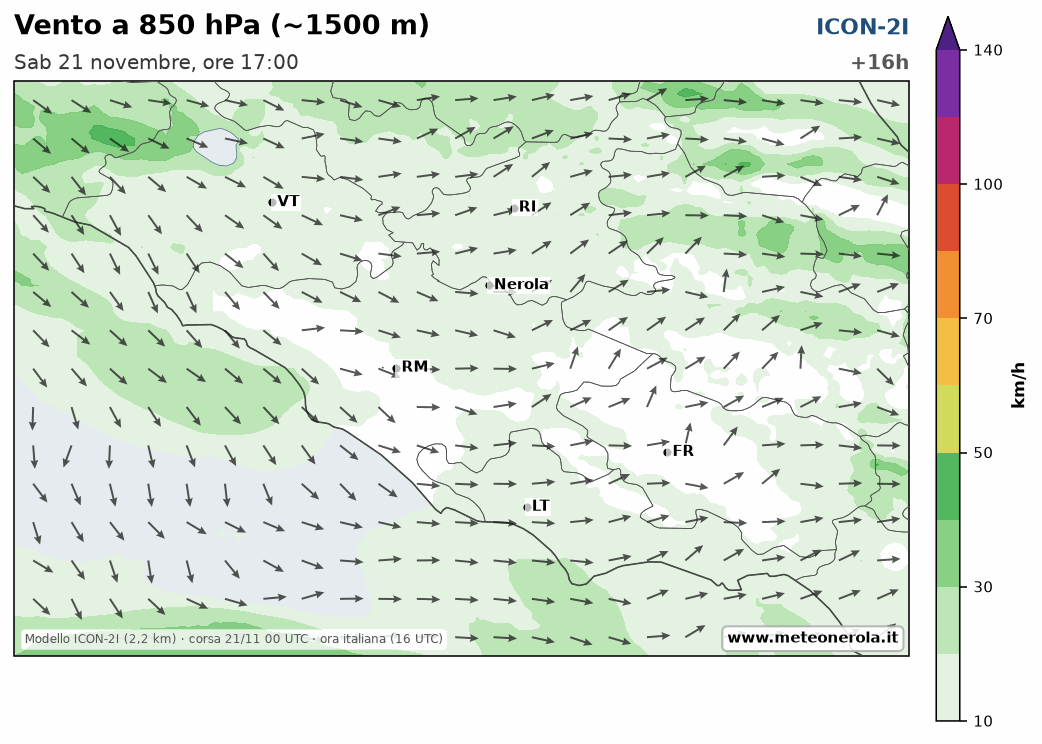 Vento a 850 hPa (~1500 m)
ICON-2I
Sab 21 novembre, ore 17:00
+16h
140
100
70
50
30
10
km/h
VT
RI
Nerola
RM
FR
LT
Modello ICON-2I (2,2 km) · corsa 21/11 00 UTC · ora italiana (16 UTC)
www.meteonerola.it